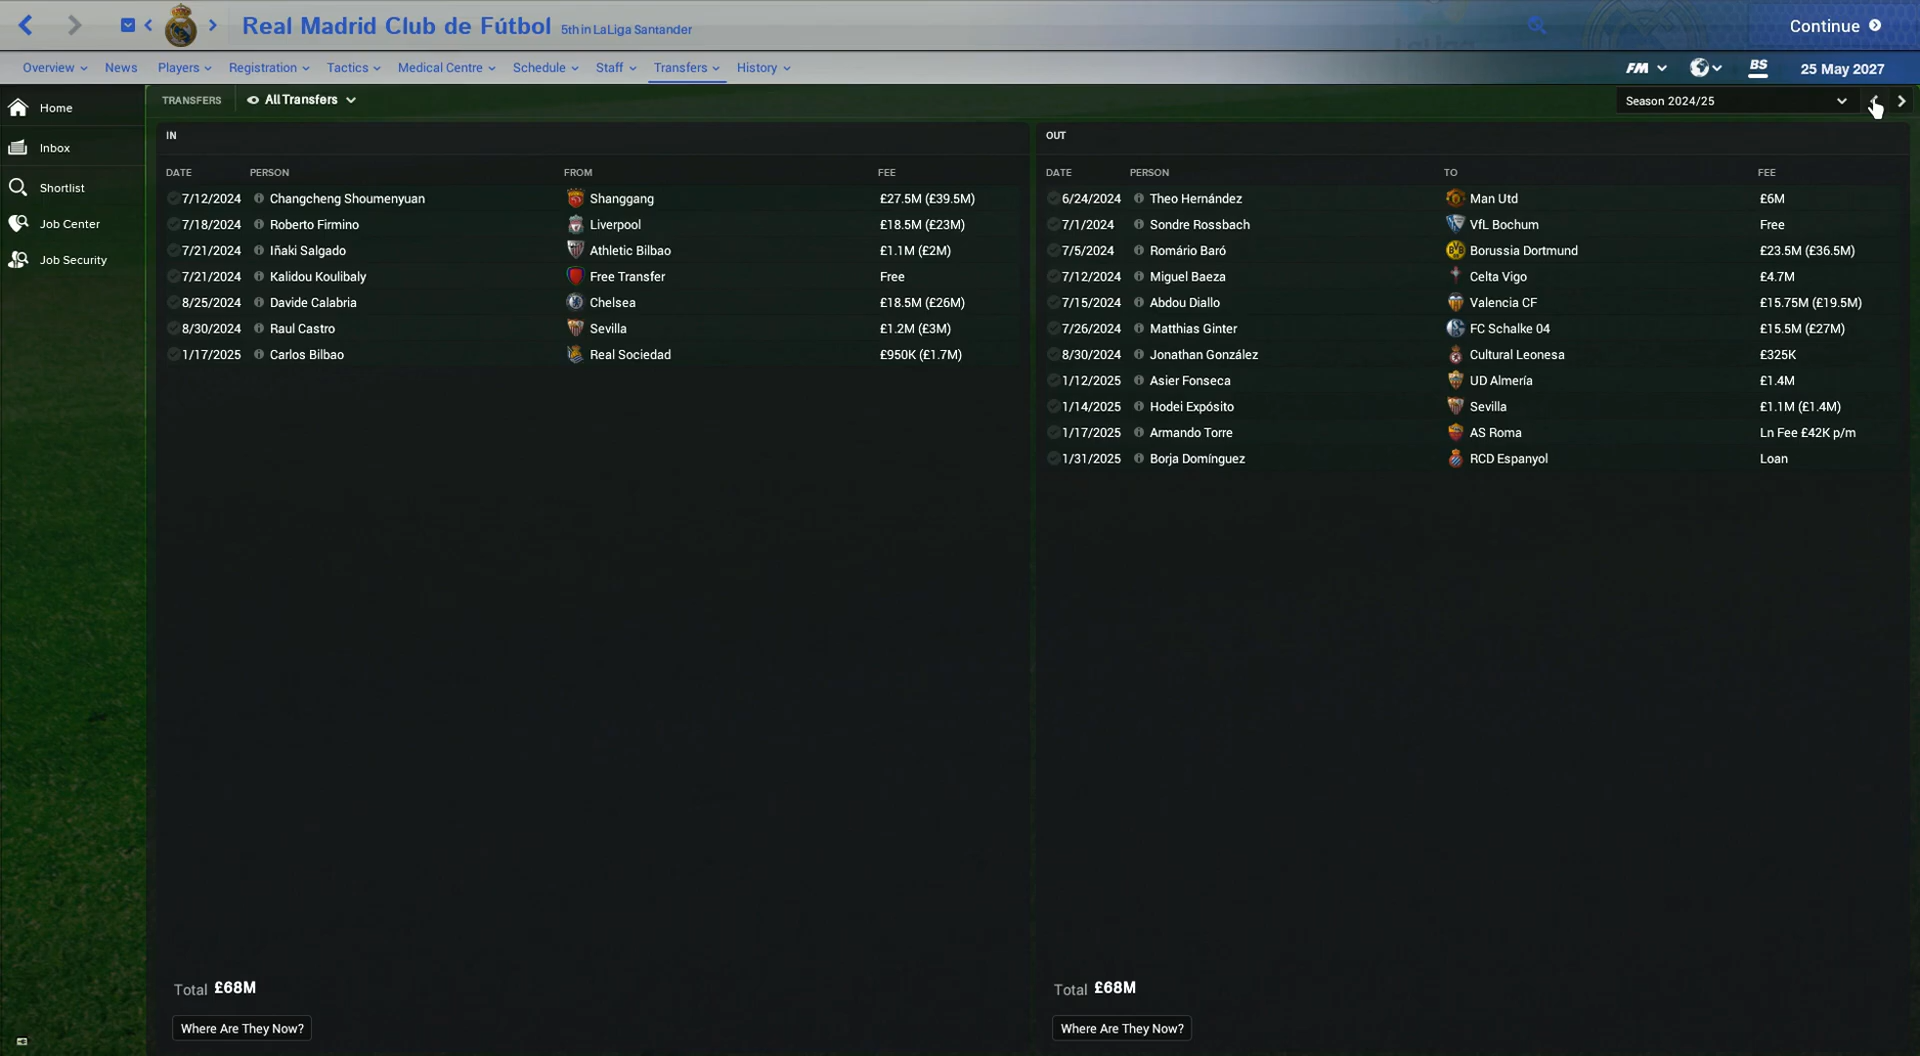 Real Madrid Club de Fútbol 5th in LaLiga Santander Continue
Overview News Players Registration Tactics Medical Centre Schedule Staff Transfers History FM BS 25 May 2027
Home
Inbox
Shortlist
Job Center
Job Security
TRANSFERS All Transfers Season 2024/25
IN
DATE PERSON FROM FEE
7/12/2024 Changcheng Shoumenyuan Shanggang £27.5M (£39.5M)
7/18/2024 Roberto Firmino Liverpool £18.5M (£23M)
7/21/2024 Iñaki Salgado Athletic Bilbao £1.1M (£2M)
7/21/2024 Kalidou Koulibaly Free Transfer Free
8/25/2024 Davide Calabria Chelsea £18.5M (£26M)
8/30/2024 Raul Castro Sevilla £1.2M (£3M)
1/17/2025 Carlos Bilbao Real Sociedad £950K (£1.7M)
Total £68M
Where Are They Now?
OUT
DATE PERSON TO FEE
6/24/2024 Theo Hernández Man Utd £6M
7/1/2024 Sondre Rossbach VfL Bochum Free
7/5/2024 Romário Baró Borussia Dortmund £23.5M (£36.5M)
7/12/2024 Miguel Baeza Celta Vigo £4.7M
7/15/2024 Abdou Diallo Valencia CF £15.75M (£19.5M)
7/26/2024 Matthias Ginter FC Schalke 04 £15.5M (£27M)
8/30/2024 Jonathan González Cultural Leonesa £325K
1/12/2025 Asier Fonseca UD Almería £1.4M
1/14/2025 Hodei Expósito Sevilla £1.1M (£1.4M)
1/17/2025 Armando Torre AS Roma Ln Fee £42K p/m
1/31/2025 Borja Domínguez RCD Espanyol Loan
Total £68M
Where Are They Now?